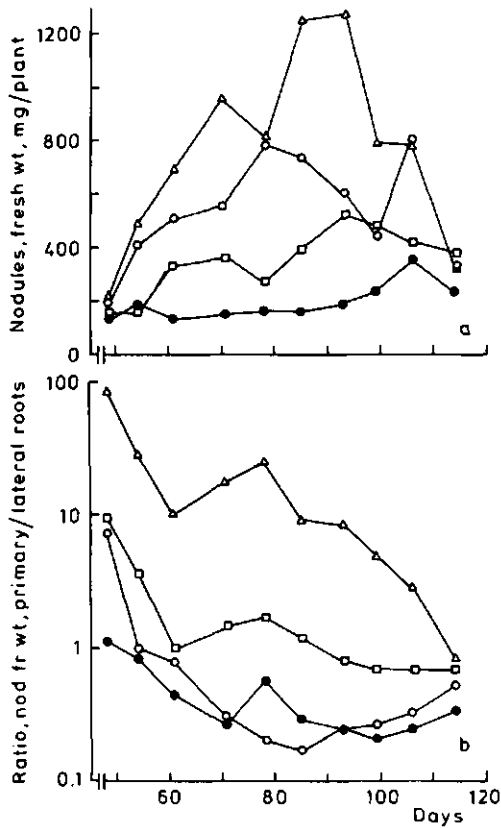 Nodules, fresh wt, mg/plant
1200
800
400
0
a
Ratio, nod fr wt, primary/lateral roots
100
10
1
0.1
b
60 80 100 120
Days